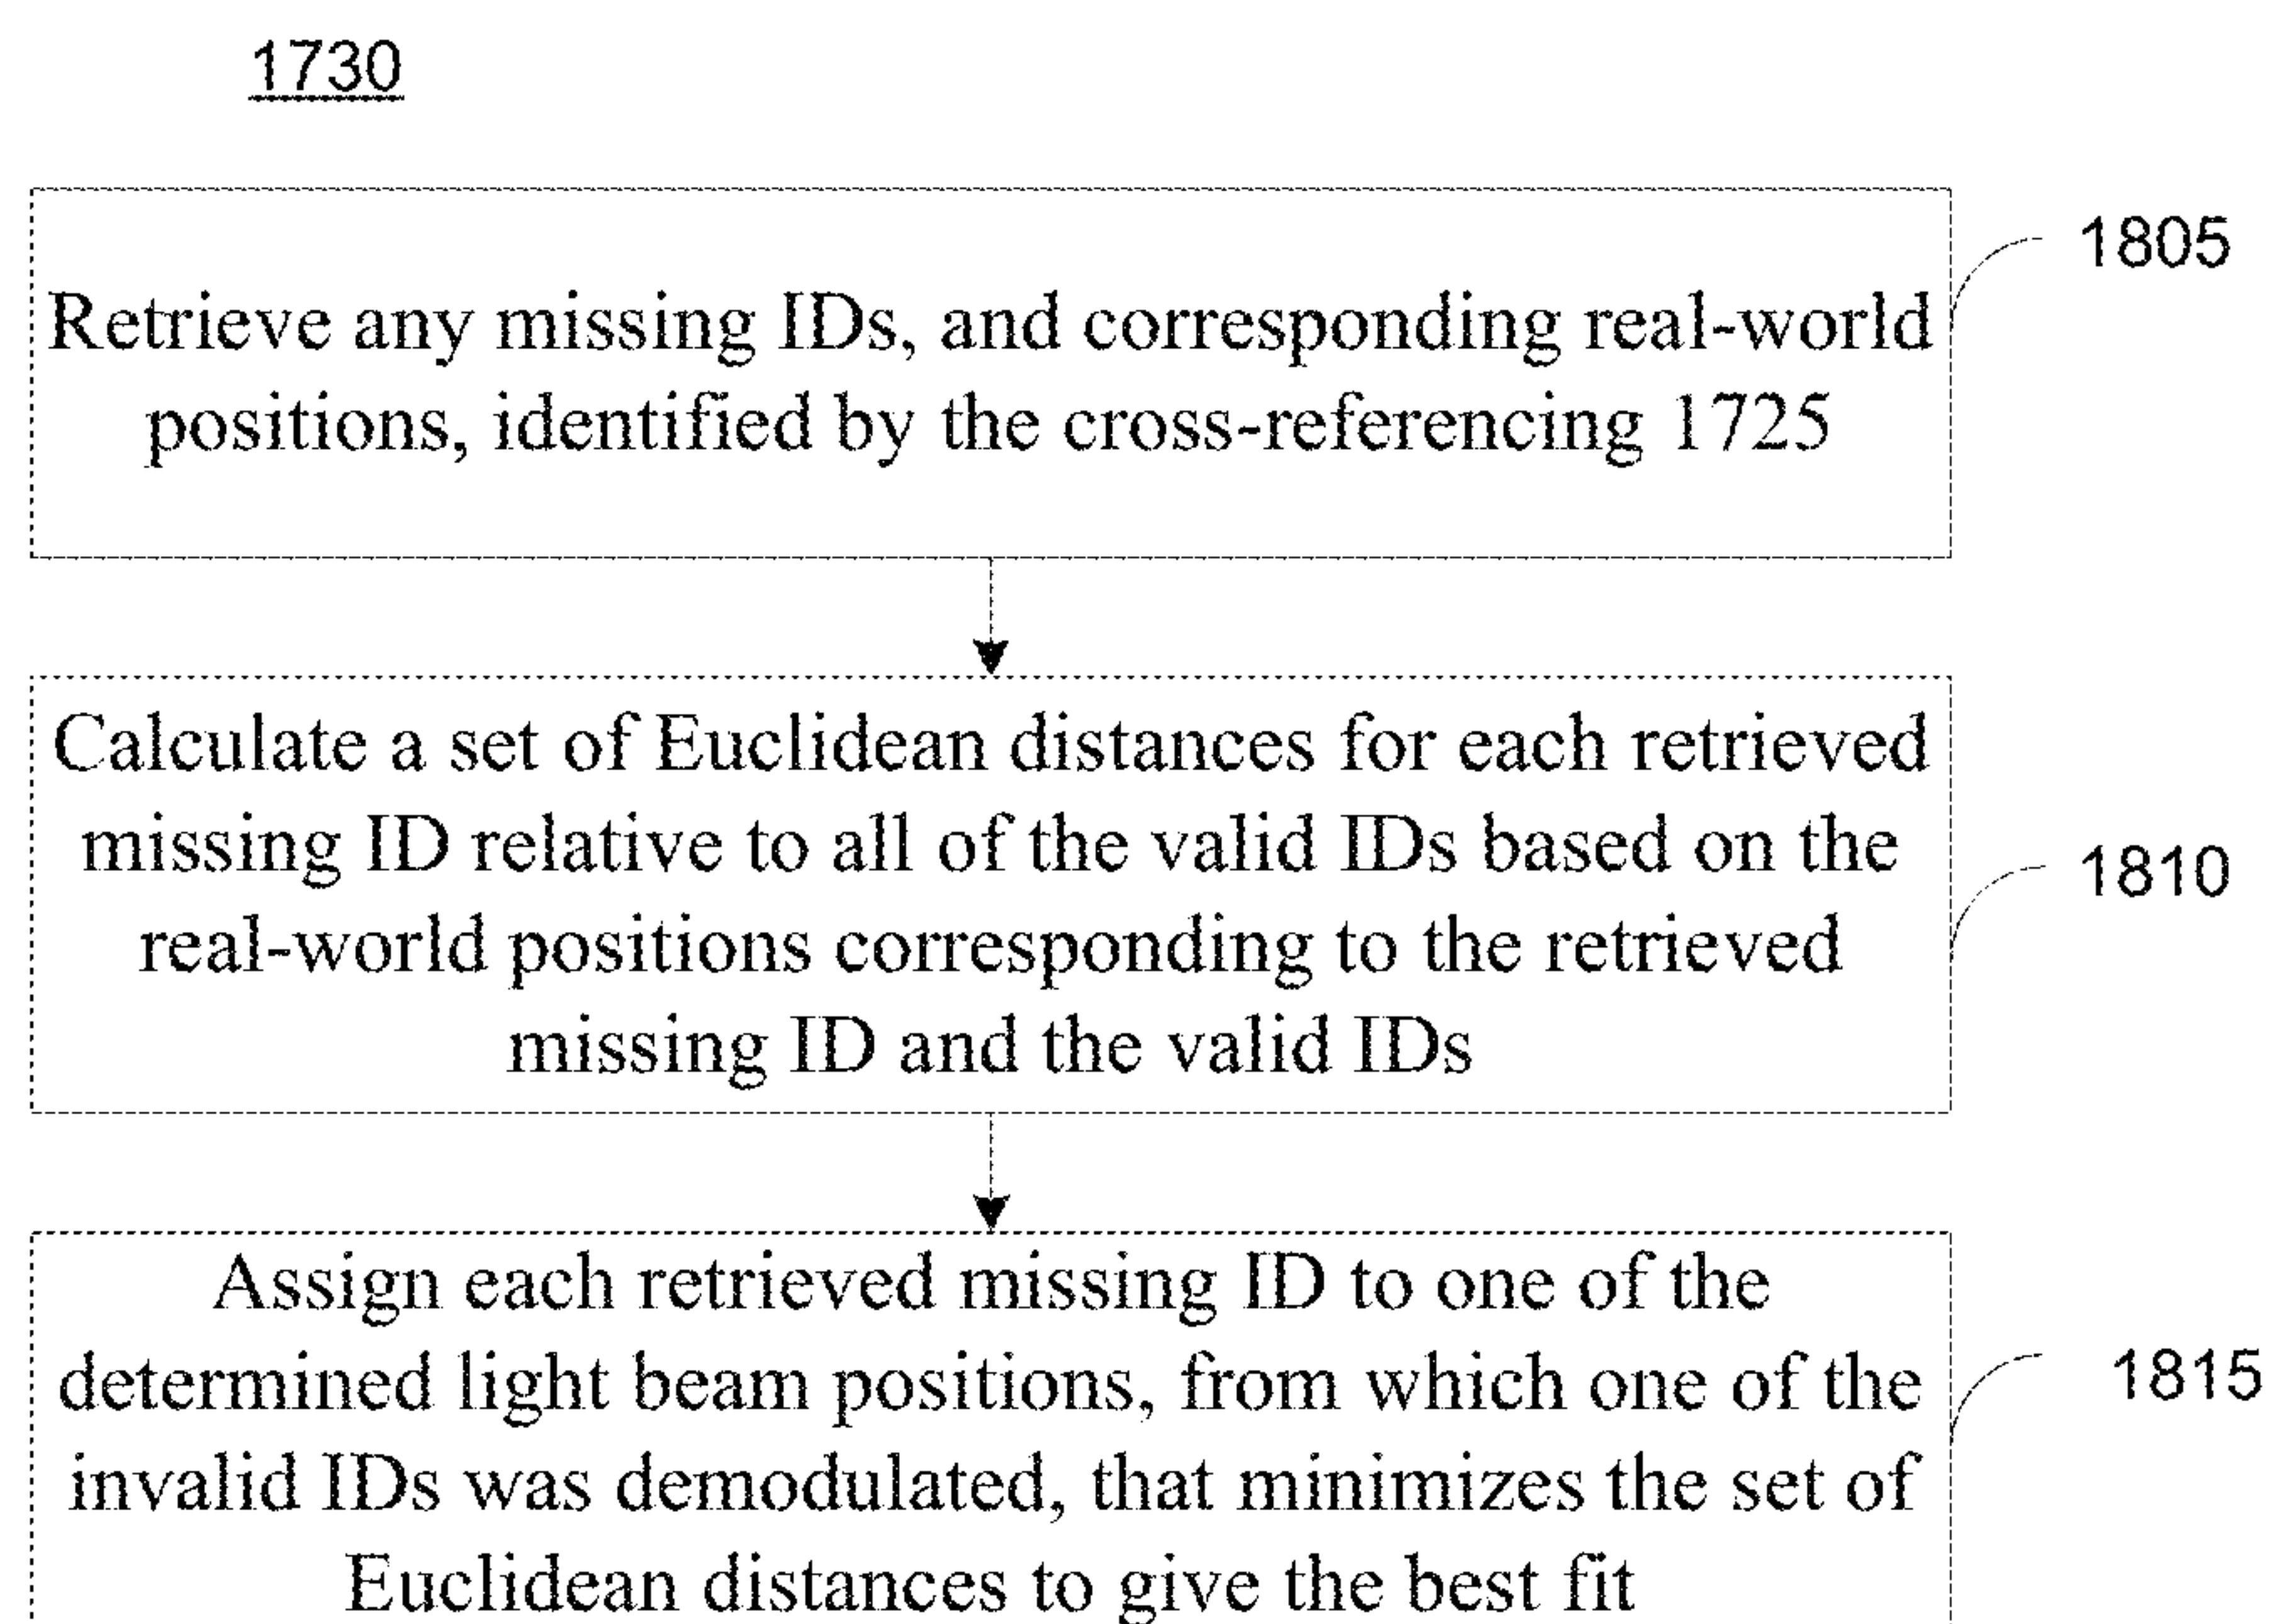 1730
1805
Retrieve any missing IDs, and corresponding real-world
positions, identified by the cross-referencing 1725
Calculate a set of Euclidean distances for each retrieved
missing ID relative to all of the valid IDs based on the
1810
real-world positions corresponding to the retrieved
missing ID and the valid IDs
Assign each retrieved missing ID to one of the
determined light beam positions, from which one of the
1815
invalid IDs was demodulated, that minimizes the set of
Euclidean distances to give the best fit